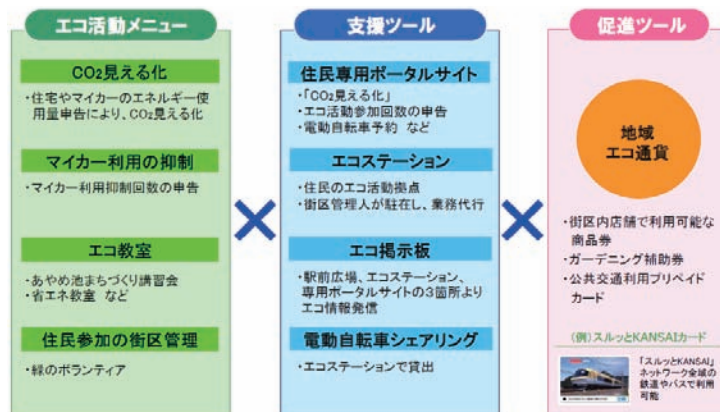 エコ活動メニュー
CO₂見える化
・住宅やマイカーのエネルギー使
用量申告により、CO₂見える化
マイカー利用の抑制
・マイカー利用抑制回数の申告
エコ教室
・あやめ池まちづくり講習会
・省エネ教室 など
住民参加の街区管理
・緑のボランティア
×
支援ツール
住民専用ポータルサイト
・「CO₂見える化」
・エコ活動参加回数の申告
・電動自転車予約 など
エコステーション
・住民のエコ活動拠点
・街区管理人が駐在し、業務代行
エコ掲示板
・駅前広場、エコステーション、
専用ポータルサイトの3箇所より
エコ情報発信
電動自転車シェアリング
・エコステーションで貸出
×
促進ツール
地域
エコ通貨
・街区内店舗で利用可能な
商品券
・ガーデニング補助券
・公共交通利用プリペイド
カード
(例)スルッとKANSAIカード
「スルッとKANSAI」
ネットワーク全域の
鉄道やバスで利用
可能